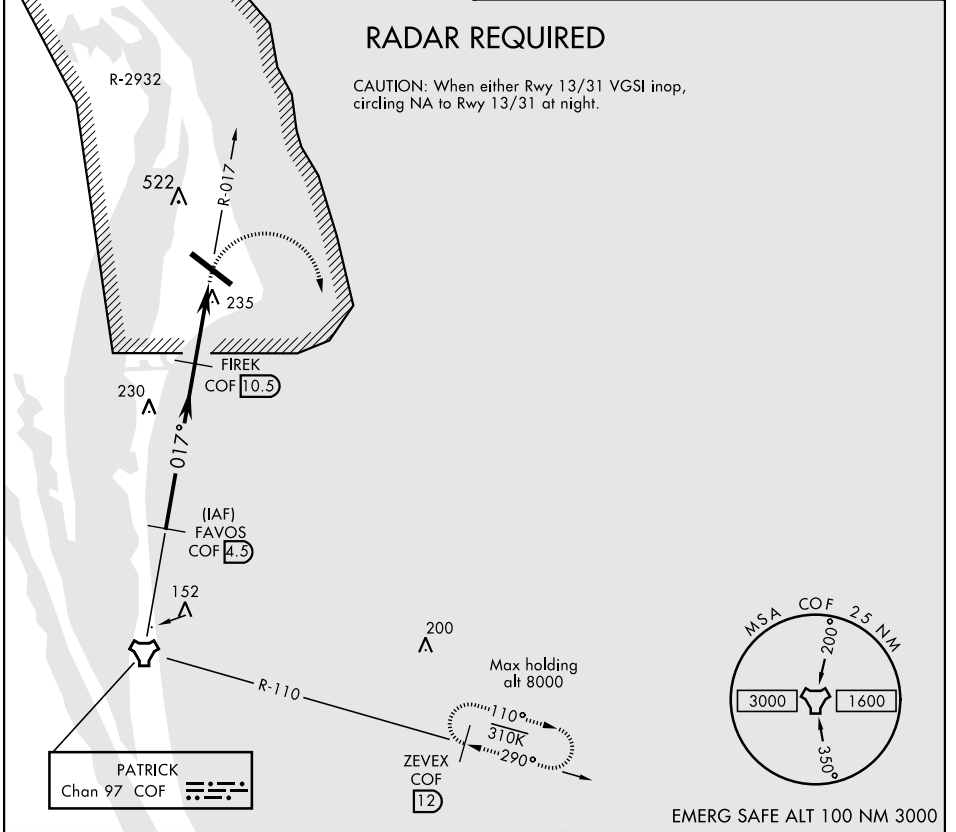 RADAR REQUIRED
CAUTION: When either Rwy 13/31 VGSI inop,
circling NA to Rwy 13/31 at night.
R-2932
522
R-017
235
FIREK
COF 10.5
230
017°
(IAF)
FAVOS
COF 4.5
152
200
R-110
Max holding
alt 8000
110°
310K
290°
ZEVEX
COF
12
PATRICK
Chan 97 COF
MSA COF 25 NM
200°
3000
1600
350°
EMERG SAFE ALT 100 NM 3000